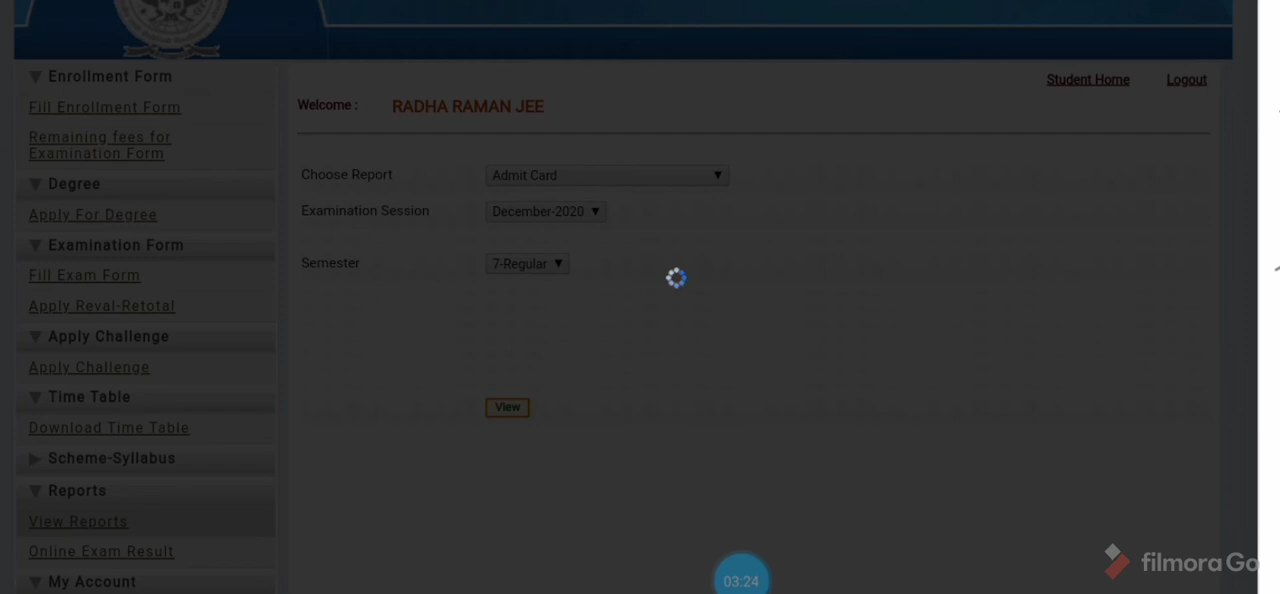 Enrollment Form
Fill Enrollment Form
Remaining fees for
Examination Form
Degree
Apply For Degree
Examination Form
Fill Exam Form
Apply Reval-Retotal
Apply Challenge
Apply Challenge
Time Table
Download Time Table
Scheme-Syllabus
Reports
View Reports
Online Exam Result
My Account
Student Home Logout
Welcome : RADHA RAMAN JEE
Choose Report Admit Card
Examination Session December-2020
Semester 7-Regular
View
03:24
filmora Go